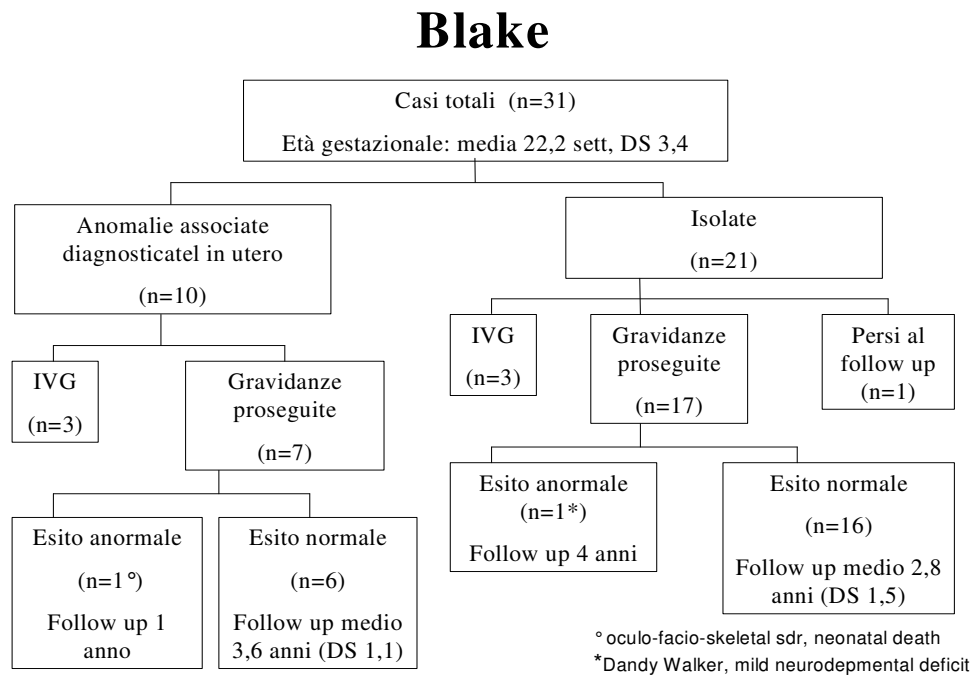 Blake
Casi totali (n=31)
Età gestazionale: media 22,2 sett, DS 3,4
Anomalie associate
diagnosticatel in utero
(n=10)
Isolate
(n=21)
IVG
(n=3)
Gravidanze
proseguite
(n=7)
IVG
(n=3)
Gravidanze
proseguite
(n=17)
Persi al
follow up
(n=1)
Esito anormale
(n=1°)
Follow up 1
anno
Esito normale
(n=6)
Follow up medio
3,6 anni (DS 1,1)
Esito anormale
(n=1*)
Follow up 4 anni
Esito normale
(n=16)
Follow up medio 2,8
anni (DS 1,5)
° oculo-facio-skeletal sdr, neonatal death
*Dandy Walker, mild neurodepmental deficit